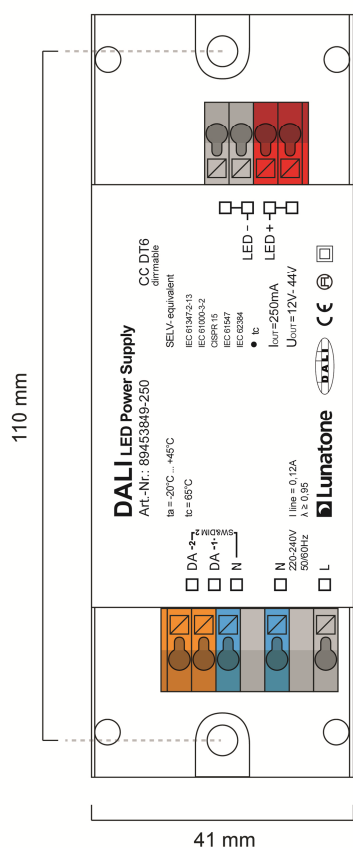 110 mm
DALI LED Power Supply
Art.-Nr.: 89453849-250
CC DT6
dimmable
ta = -20°C ... +45°C
tc = 65°C
SELV- equivalent
IEC 61347-2-13
IEC 61000-3-2
CISPR 15
IEC 61547
IEC 62384
● tc
LED -
LED +
IOUT=250mA
UOUT=12V- 44V
DA -2-
DA -1-
N
SW&DIM 2
N
L
220-240V
50/60Hz
I line = 0,12A
λ ≥ 0,95
Lunatone
DALI
CE
41 mm